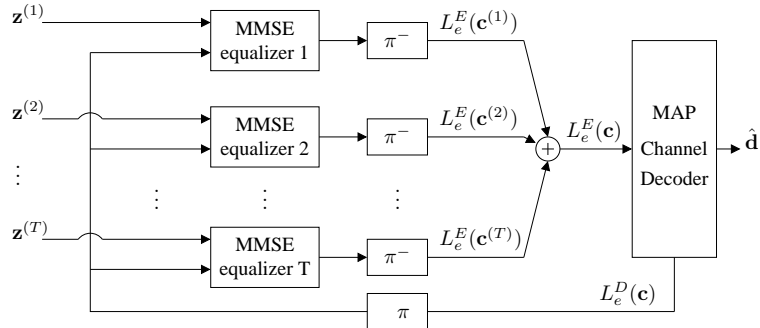 z^(1)
MMSE
equalizer 1
π⁻
L_e^E(c^(1))
z^(2)
MMSE
equalizer 2
π⁻
L_e^E(c^(2))
+
L_e^E(c)
MAP
Channel
Decoder
d̂
⋮
⋮
⋮
⋮
z^(T)
MMSE
equalizer T
π⁻
L_e^E(c^(T))
π
L_e^D(c)